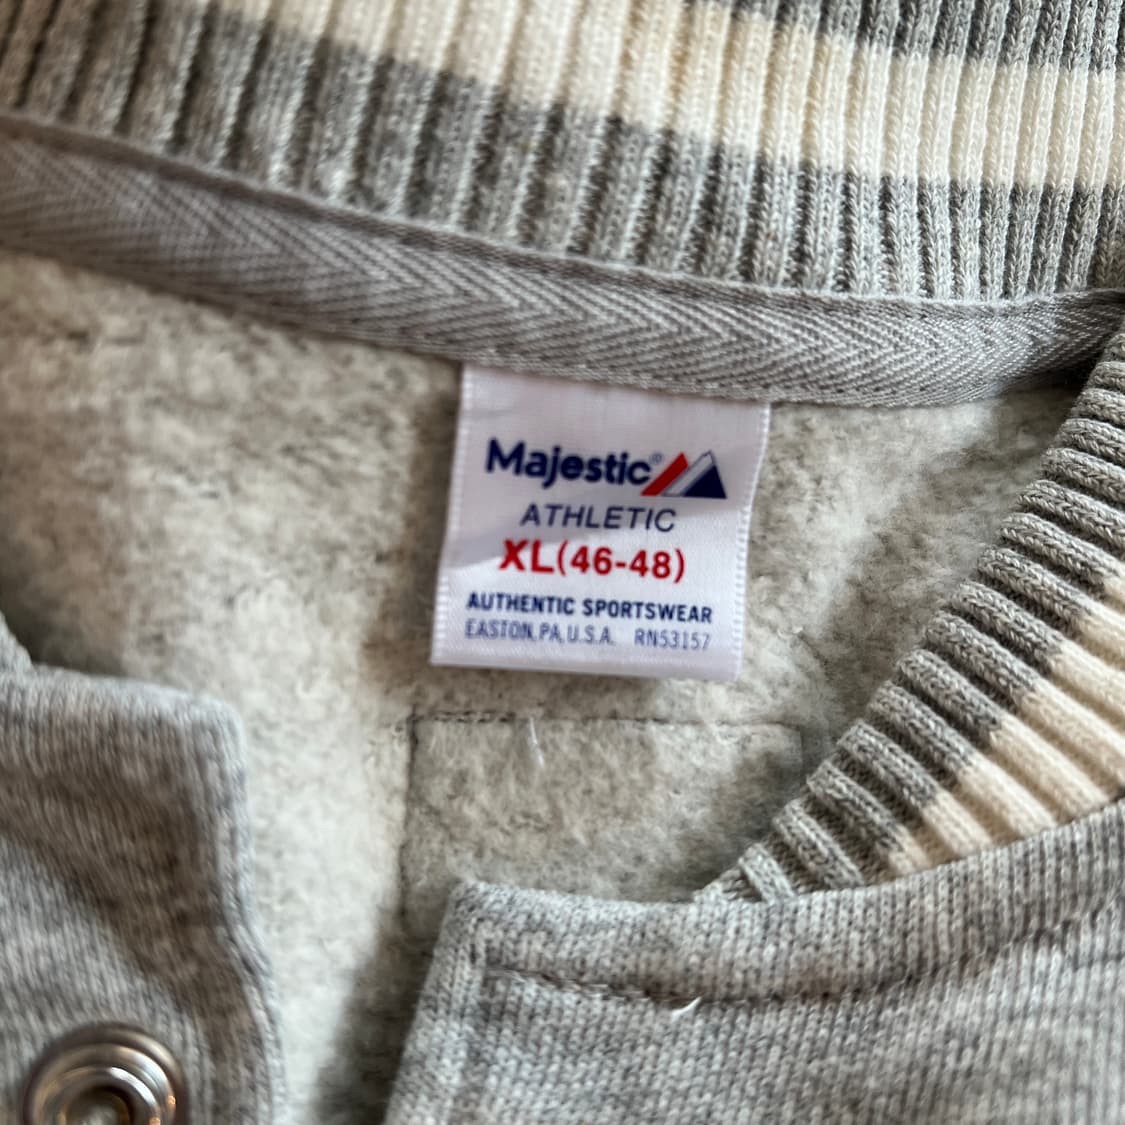 Majestic®
ATHLETIC
XL(46-48)
AUTHENTIC SPORTSWEAR
EASTON, PA, U.S.A. RN53157